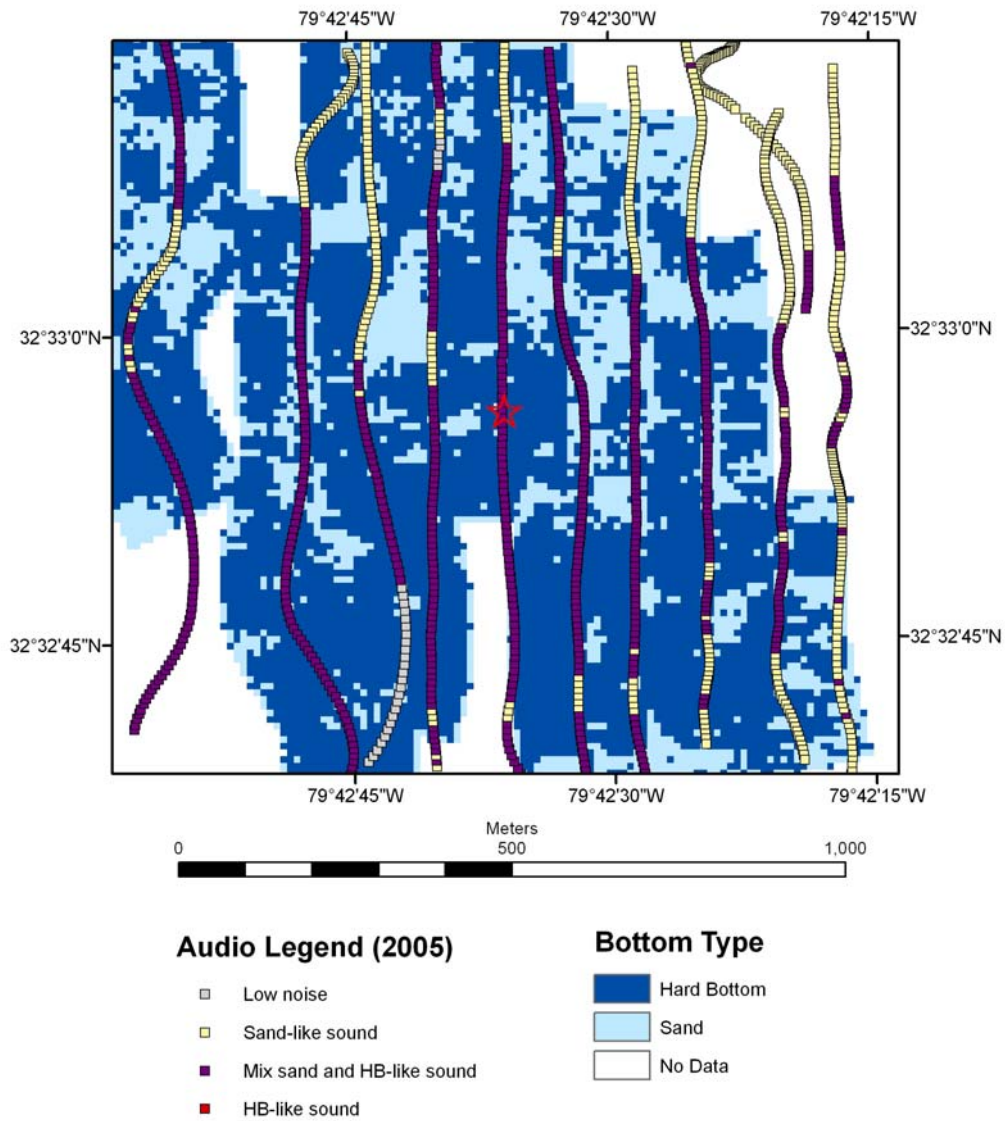 79°42'45"W 79°42'30"W 79°42'15"W
32°33'0"N 32°33'0"N
32°32'45"N 32°32'45"N
79°42'45"W 79°42'30"W 79°42'15"W
Meters
0 500 1,000
Audio Legend (2005)
Low noise
Sand-like sound
Mix sand and HB-like sound
HB-like sound
Bottom Type
Hard Bottom
Sand
No Data